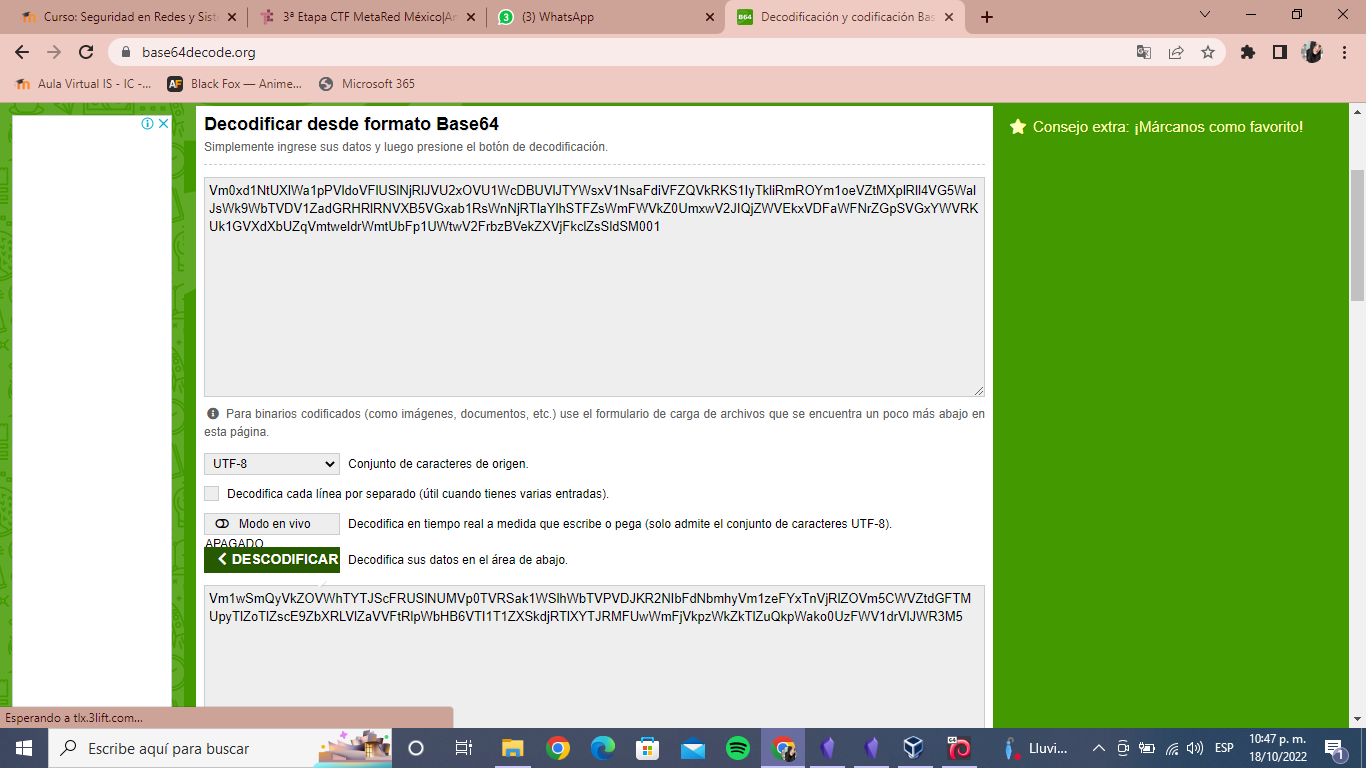 Curso: Seguridad en Redes y Sist
3ª Etapa CTF MetaRed México|An
3
(3) WhatsApp
B64
Decodificación y codificación Bas
base64decode.org
Aula Virtual IS - IC -...
AF
Black Fox — Anime...
Microsoft 365
Decodificar desde formato Base64
Simplemente ingrese sus datos y luego presione el botón de decodificación.
Consejo extra: ¡Márcanos como favorito!
Para binarios codificados (como imágenes, documentos, etc.) use el formulario de carga de archivos que se encuentra un poco más abajo en
esta página.
UTF-8
Conjunto de caracteres de origen.
Decodifica cada línea por separado (útil cuando tienes varias entradas).
Modo en vivo
Decodifica en tiempo real a medida que escribe o pega (solo admite el conjunto de caracteres UTF-8).
APAGADO
DESCODIFICAR
Decodifica sus datos en el área de abajo.
Esperando a tlx.3lift.com...
Escribe aquí para buscar
64
Lluvi...
ESP
10:47 p. m.
18/10/2022
1